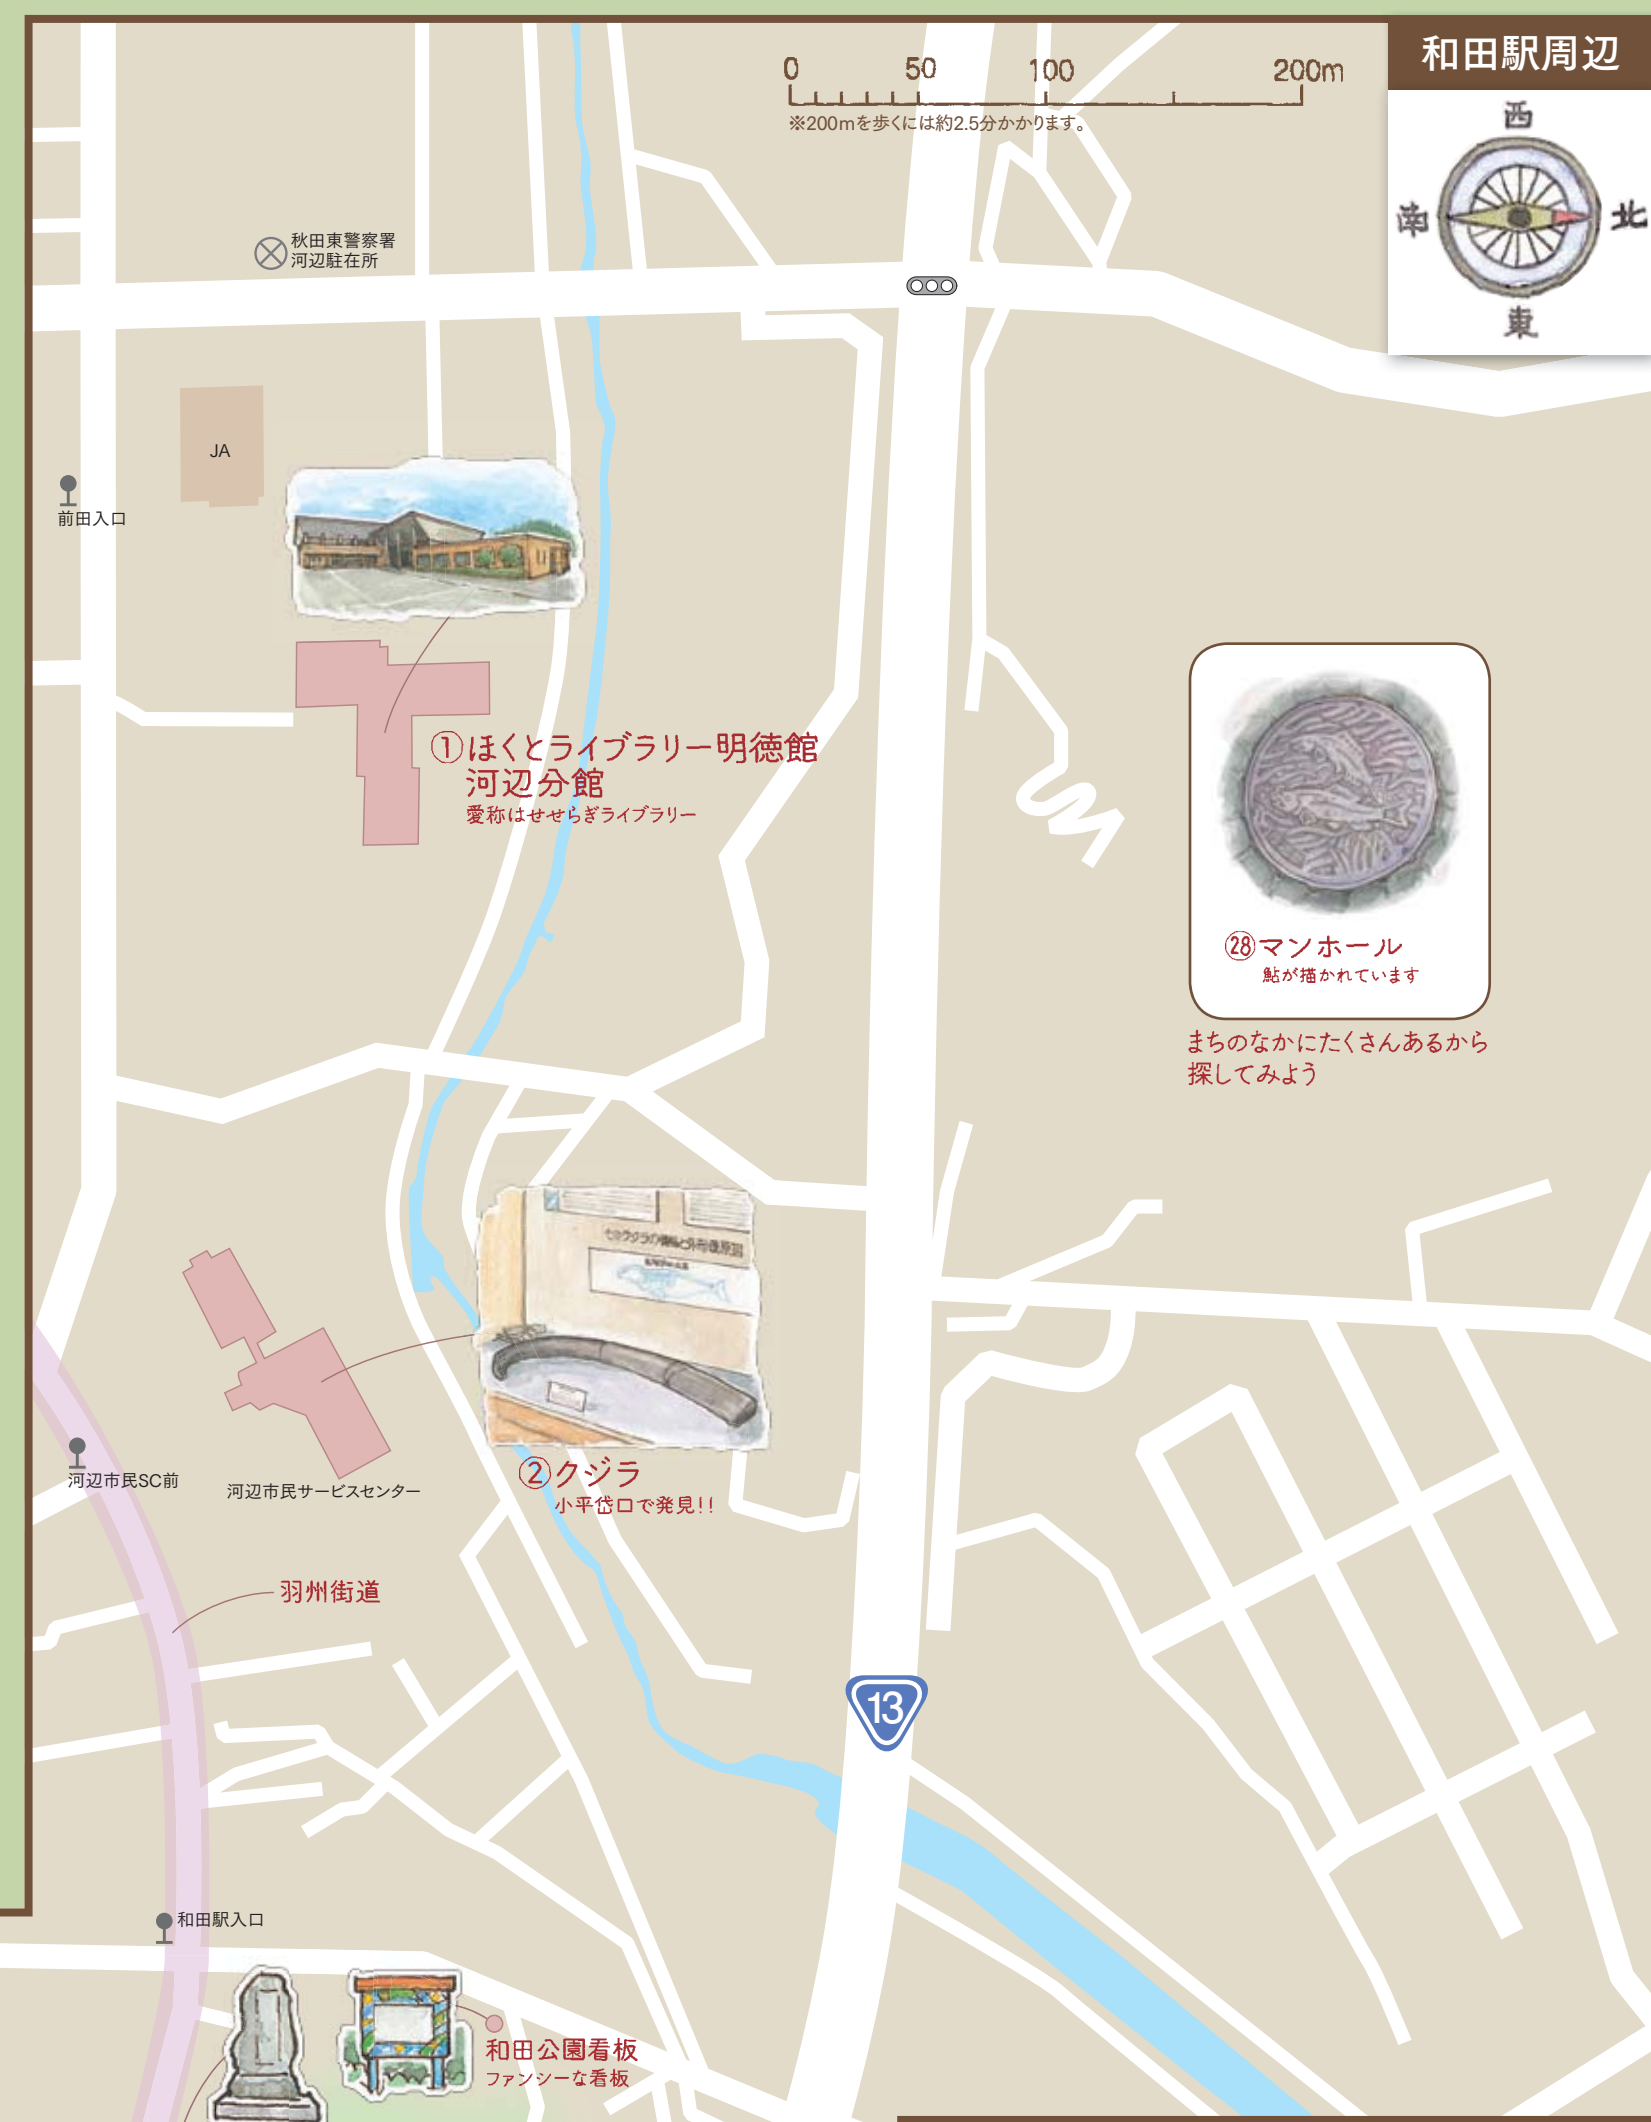 和田駅周辺
0 50 100 200m
※200mを歩くには約2.5分かかります。
西
南
北
東
秋田東警察署
河辺駐在所
JA
前田入口
①ほくとライブラリー明徳館
河辺分館
愛称はせせらぎライブラリー
㉘マンホール
鮎が描かれています
まちのなかにたくさんあるから
探してみよう
②クジラ
小平岱口で発見!!
河辺市民SC前
河辺市民サービスセンター
羽州街道
13
和田駅入口
和田公園看板
ファンシーな看板